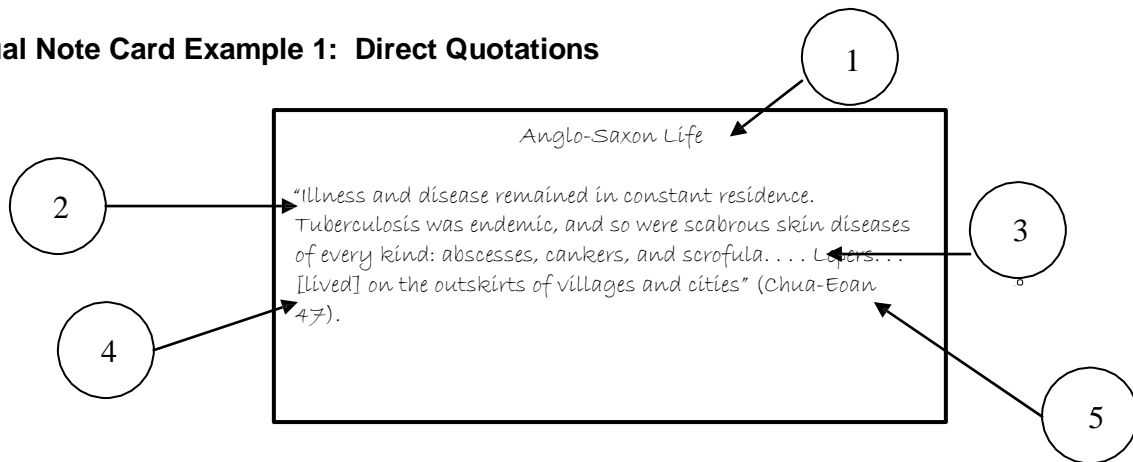 ual Note Card Example 1: Direct Quotations
1
Anglo-Saxon Life
2
"Illness and disease remained in constant residence.
Tuberculosis was endemic, and so were scabrous skin diseases
3
of every kind: abscesses, cankers, and scrofula. . . . Lepers. . .
[lived] on the outskirts of villages and cities" (Chua-Eoan
47).
4
5